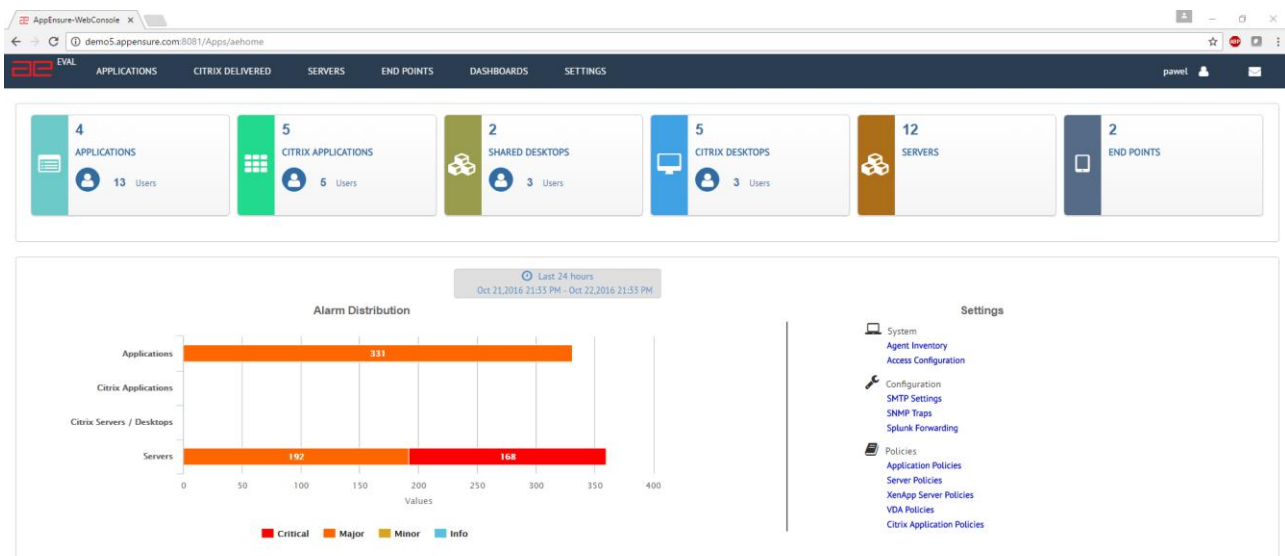 AppEnsure-WebConsole
demo5.appensure.com:8081/Apps/aehome
ae EVAL APPLICATIONS CITRIX DELIVERED SERVERS END POINTS DASHBOARDS SETTINGS pawel
4
APPLICATIONS
13 Users
5
CITRIX APPLICATIONS
5 Users
2
SHARED DESKTOPS
3 Users
5
CITRIX DESKTOPS
3 Users
12
SERVERS
2
END POINTS
Last 24 hours
Oct 21,2016 21:33 PM - Oct 22,2016 21:33 PM
Alarm Distribution
Applications 331
Citrix Applications
Citrix Servers / Desktops
Servers 192 168
0 50 100 150 200 250 300 350 400
Values
Critical Major Minor Info
Settings
System
Agent Inventory
Access Configuration
Configuration
SMTP Settings
SNMP Traps
Splunk Forwarding
Policies
Application Policies
Server Policies
XenApp Server Policies
VDA Policies
Citrix Application Policies